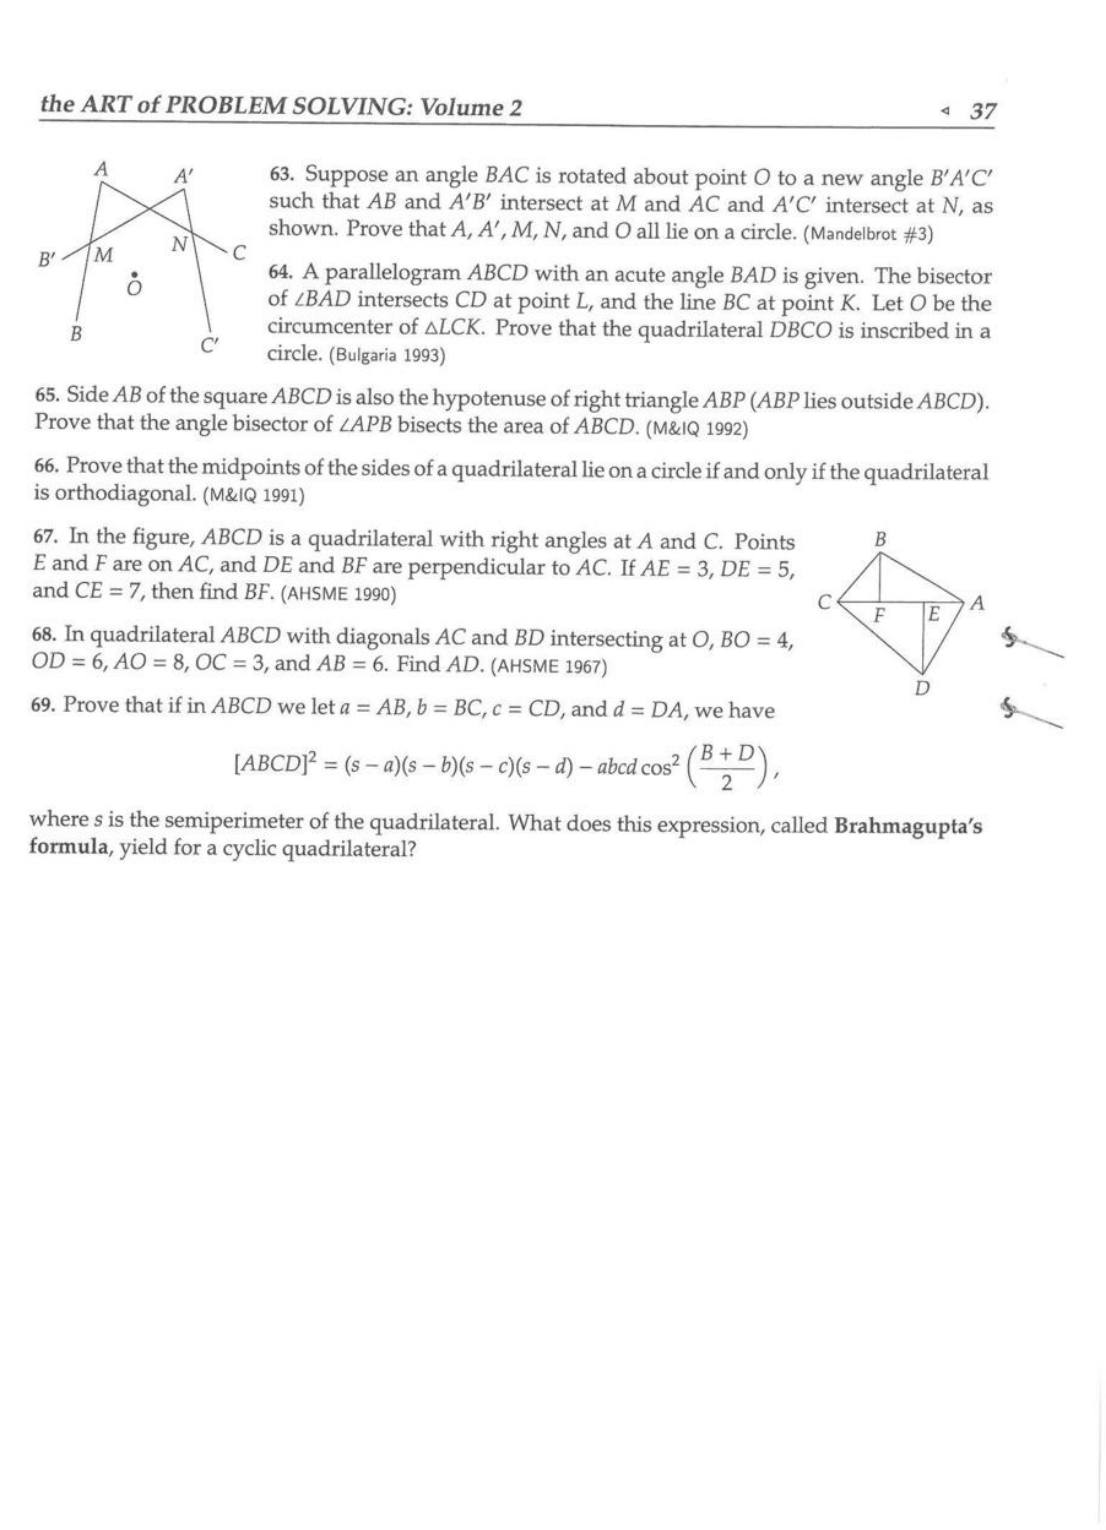 the ART of PROBLEM SOLVING: Volume 2 ◃ 37
A
A'
B'
M
N
C
O
B
C'
63. Suppose an angle BAC is rotated about point O to a new angle B'A'C'
such that AB and A'B' intersect at M and AC and A'C' intersect at N, as
shown. Prove that A, A', M, N, and O all lie on a circle. (Mandelbrot #3)
64. A parallelogram ABCD with an acute angle BAD is given. The bisector
of ∠BAD intersects CD at point L, and the line BC at point K. Let O be the
circumcenter of △LCK. Prove that the quadrilateral DBCO is inscribed in a
circle. (Bulgaria 1993)
65. Side AB of the square ABCD is also the hypotenuse of right triangle ABP (ABP lies outside ABCD).
Prove that the angle bisector of ∠APB bisects the area of ABCD. (M&IQ 1992)
66. Prove that the midpoints of the sides of a quadrilateral lie on a circle if and only if the quadrilateral
is orthodiagonal. (M&IQ 1991)
67. In the figure, ABCD is a quadrilateral with right angles at A and C. Points
E and F are on AC, and DE and BF are perpendicular to AC. If AE = 3, DE = 5,
and CE = 7, then find BF. (AHSME 1990)
B
C
F
E
A
D
68. In quadrilateral ABCD with diagonals AC and BD intersecting at O, BO = 4,
OD = 6, AO = 8, OC = 3, and AB = 6. Find AD. (AHSME 1967)
69. Prove that if in ABCD we let a = AB, b = BC, c = CD, and d = DA, we have
[ABCD]² = (s − a)(s − b)(s − c)(s − d) − abcd cos² ((B + D)/2),
where s is the semiperimeter of the quadrilateral. What does this expression, called Brahmagupta's
formula, yield for a cyclic quadrilateral?